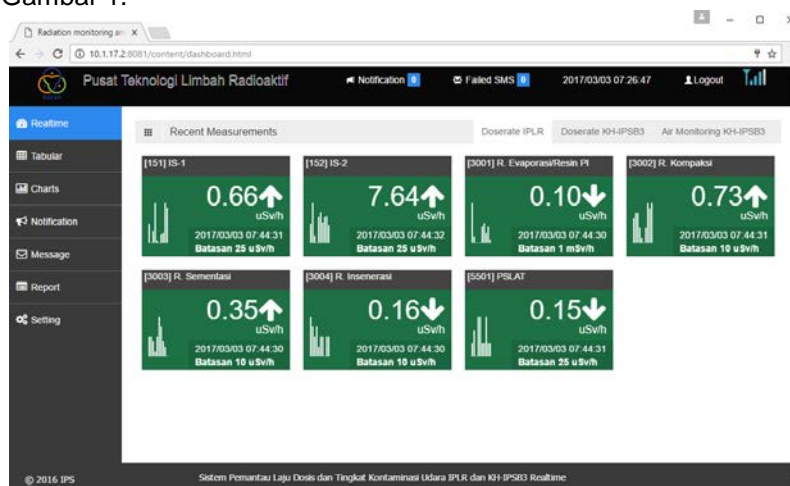 Gambar 1.
Radiation monitoring an
10.1.17.2:8081/content/dashboard.html
Pusat Teknologi Limbah Radioaktif
Notification 0
Failed SMS 0
2017/03/03 07:26:47
Logout
Realtime
Tabular
Charts
Notification
Message
Report
Setting
© 2016 IPS
Recent Measurements
Doserate IPLR
Doserate KH-IPSB3
Air Monitoring KH-IPSB3
[151] IS-1
0.66
uSv/h
2017/03/03 07:44:31
Batasan 25 uSv/h
[152] IS-2
7.64
uSv/h
2017/03/03 07:44:32
Batasan 25 uSv/h
[3001] R. Evaporasi/Resin PI
0.10
uSv/h
2017/03/03 07:44:30
Batasan 1 mSv/h
[3002] R. Kompaksi
0.73
uSv/h
2017/03/03 07:44:31
Batasan 10 uSv/h
[3003] R. Sementasi
0.35
uSv/h
2017/03/03 07:44:30
Batasan 10 uSv/h
[3004] R. Insenerasi
0.16
uSv/h
2017/03/03 07:44:30
Batasan 10 uSv/h
[5501] PSLAT
0.15
uSv/h
2017/03/03 07:44:31
Batasan 25 uSv/h
Sistem Pemantau Laju Dosis dan Tingkat Kontaminasi Udara IPLR dan KH-IPSB3 Realtime